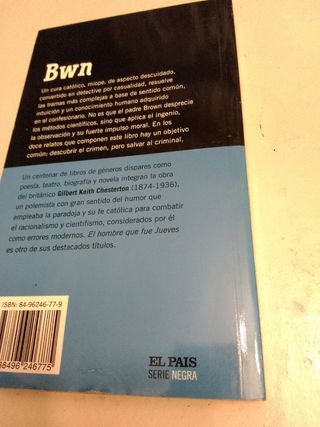 Bwn
Un cura católico, miope, de aspecto descuidado,
convertido en detective por casualidad, resuelve
las tramas más complejas a base de sentido común,
intuición y un conocimiento humano adquirido
en el confesionario. No es que el padre Brown desprecie
los métodos científicos, sino que aplica el ingenio,
la observación y su fuerte impulso moral. En los
doce relatos que componen este libro hay un objetivo
común: descubrir el crimen, pero salvar al criminal.
Un centenar de libros de géneros dispares como
poesía, teatro, biografía y novela integran la obra
del británico Gilbert Keith Chesterton (1874-1936),
un polemista con gran sentido del humor que
empleaba la paradoja y su fe católica para combatir
el racionalismo y cientifismo, considerados por él
como errores modernos. El hombre que fue Jueves
es otro de sus destacados títulos.
ISBN: 84-96246-77-9
88496246775
EL PAIS
SERIE NEGRA